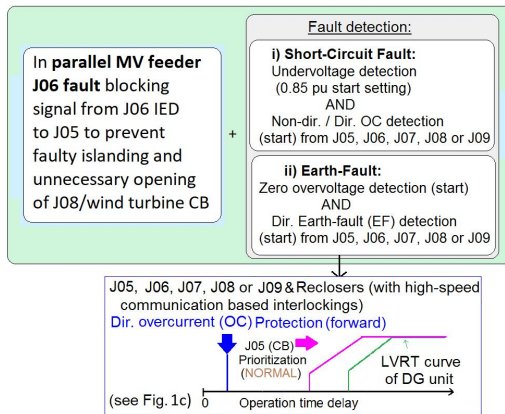 In parallel MV feeder
J06 fault blocking
signal from J06 IED
to J05 to prevent
faulty islanding and
unnecessary opening
of J08/wind turbine CB
+
Fault detection:
i) Short-Circuit Fault:
Undervoltage detection
(0.85 pu start setting)
AND
Non-dir. / Dir. OC detection
(start) from J05, J06, J07, J08 or J09
ii) Earth-Fault:
Zero overvoltage detection (start)
AND
Dir. Earth-fault (EF) detection
(start) from J05, J06, J07, J08 or J09
J05, J06, J07, J08 or J09 & Reclosers (with high-speed
communication based interlockings)
Dir. overcurrent (OC) Protection (forward)
J05 (CB)
Prioritization
(NORMAL)
LVRT curve
of DG unit
(see Fig. 1c)
0
Operation time delay